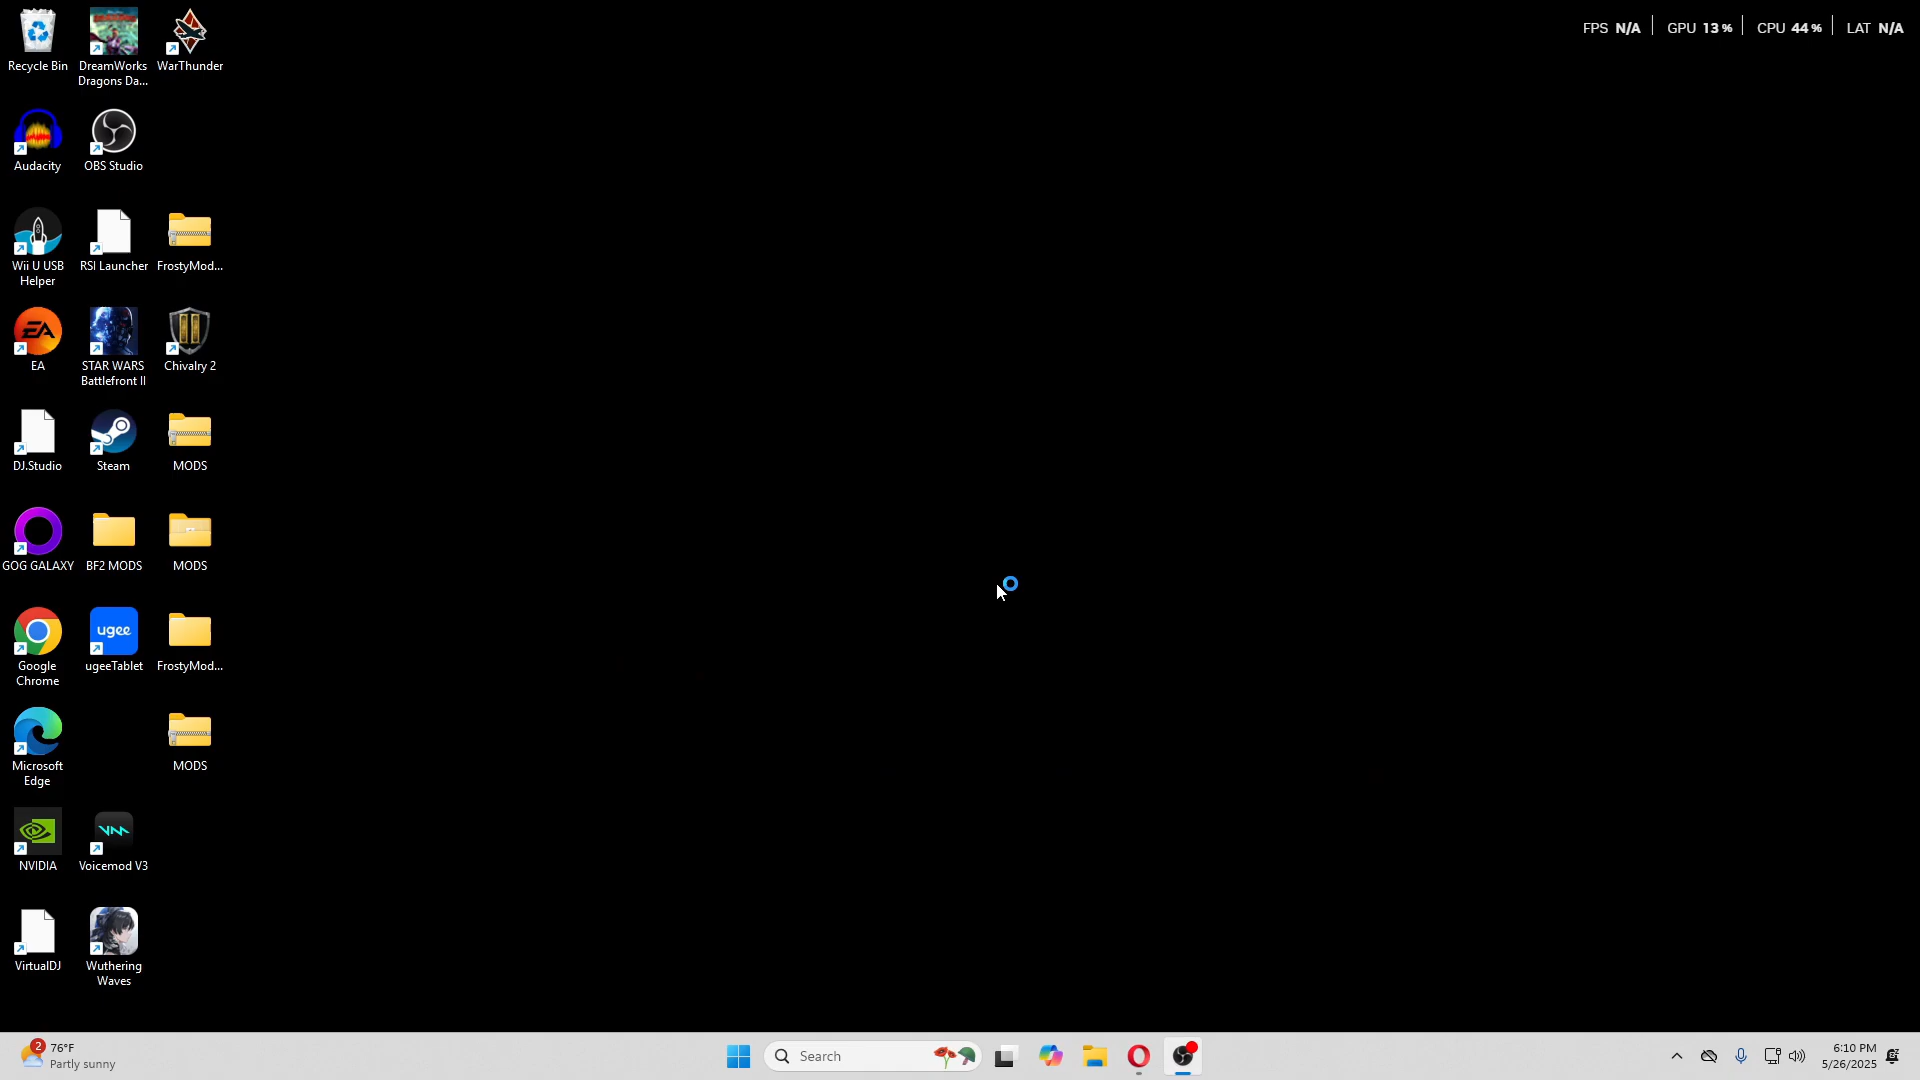 FPS N/A GPU 13 % CPU 44 % LAT N/A
Recycle Bin
DreamWorks
Dragons Da...
WarThunder
Audacity
OBS Studio
Wii U USB
Helper
RSI Launcher
FrostyMod...
EA
EA
STAR WARS
Battlefront II
Chivalry 2
DJ.Studio
Steam
MODS
GOG GALAXY
BF2 MODS
MODS
Google
Chrome
ugee
ugeeTablet
FrostyMod...
Microsoft
Edge
MODS
NVIDIA
Voicemod V3
VirtualDJ
Wuthering
Waves
2
76°F
Partly sunny
Search
6:10 PM
5/26/2025